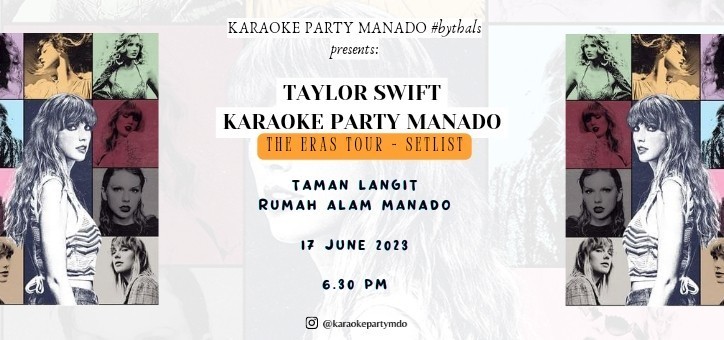 KARAOKE PARTY MANADO #bythals
presents:
TAYLOR SWIFT
KARAOKE PARTY MANADO
THE ERAS TOUR - SETLIST
TAMAN LANGIT
RUMAH ALAM MANADO
17 JUNE 2023
6.30 PM
@karaokepartymdo